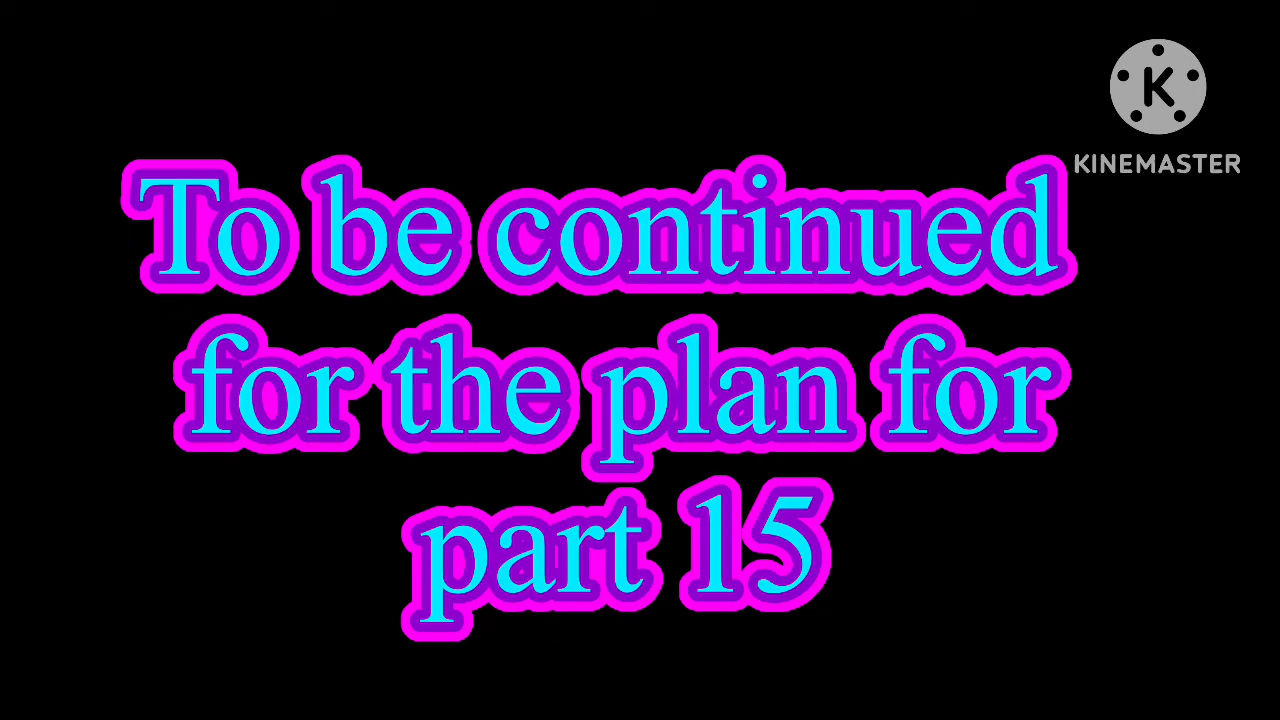 K
KINEMASTER
To be continued
for the plan for
part 15